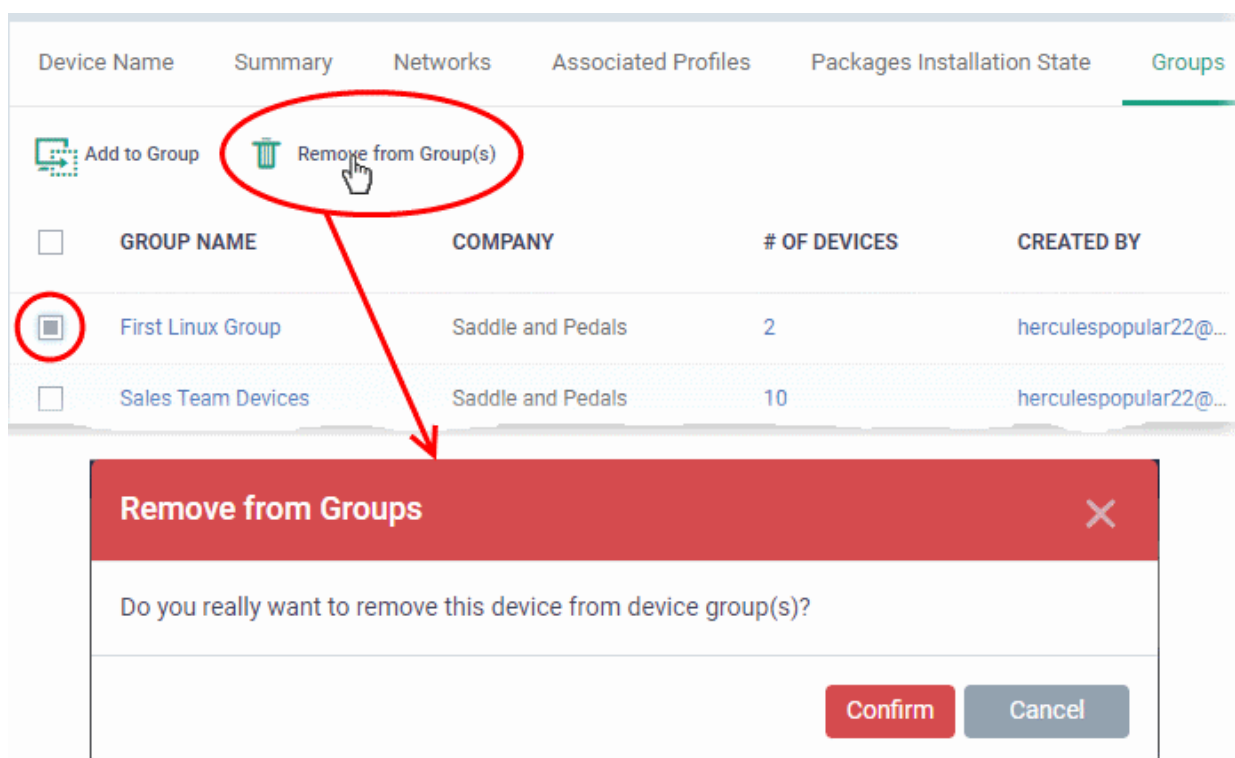 Device Name Summary Networks Associated Profiles Packages Installation State Groups
Add to Group Remove from Group(s)
GROUP NAME COMPANY # OF DEVICES CREATED BY
First Linux Group Saddle and Pedals 2 herculespopular22@...
Sales Team Devices Saddle and Pedals 10 herculespopular22@...
Remove from Groups
Do you really want to remove this device from device group(s)?
Confirm Cancel